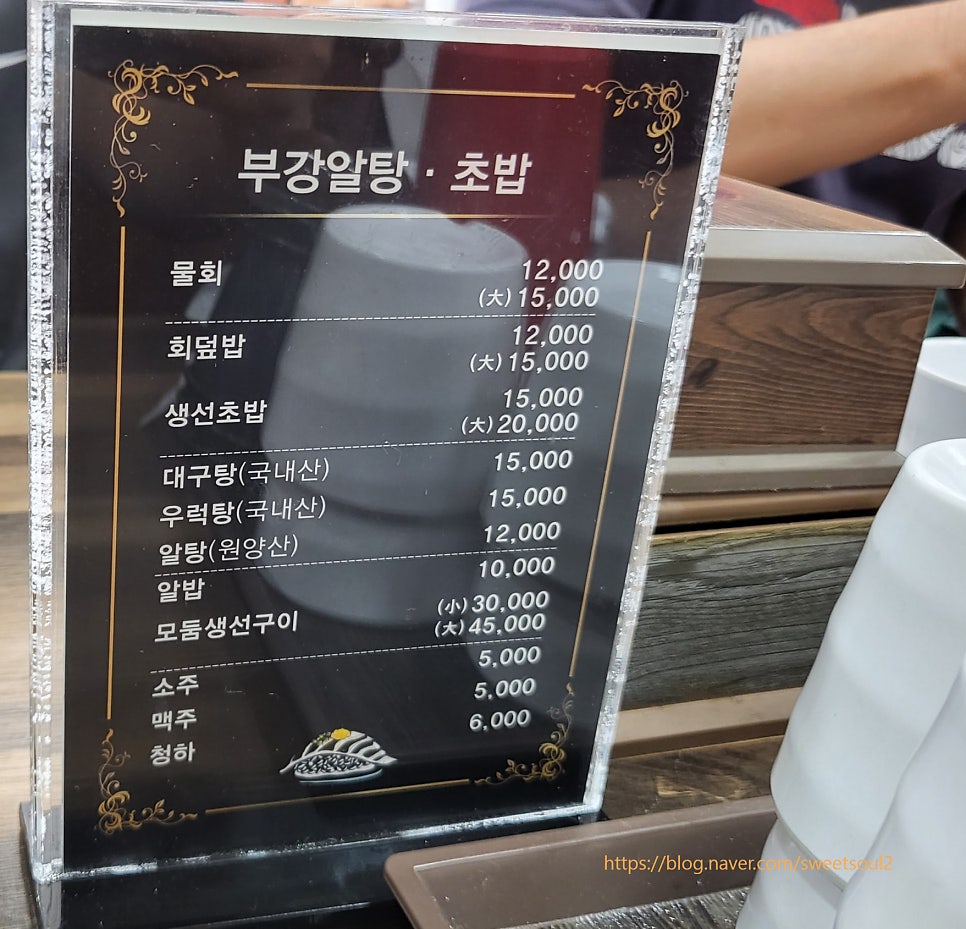 부강알탕 · 초밥
물회 12,000
(大) 15,000
회덮밥 12,000
(大) 15,000
생선초밥 15,000
(大) 20,000
대구탕(국내산) 15,000
우럭탕(국내산) 15,000
알탕(원양산) 12,000
알밥 10,000
모둠생선구이 (小) 30,000
(大) 45,000
소주 5,000
맥주 5,000
청하 6,000
https://blog.naver.com/sweetsoul2